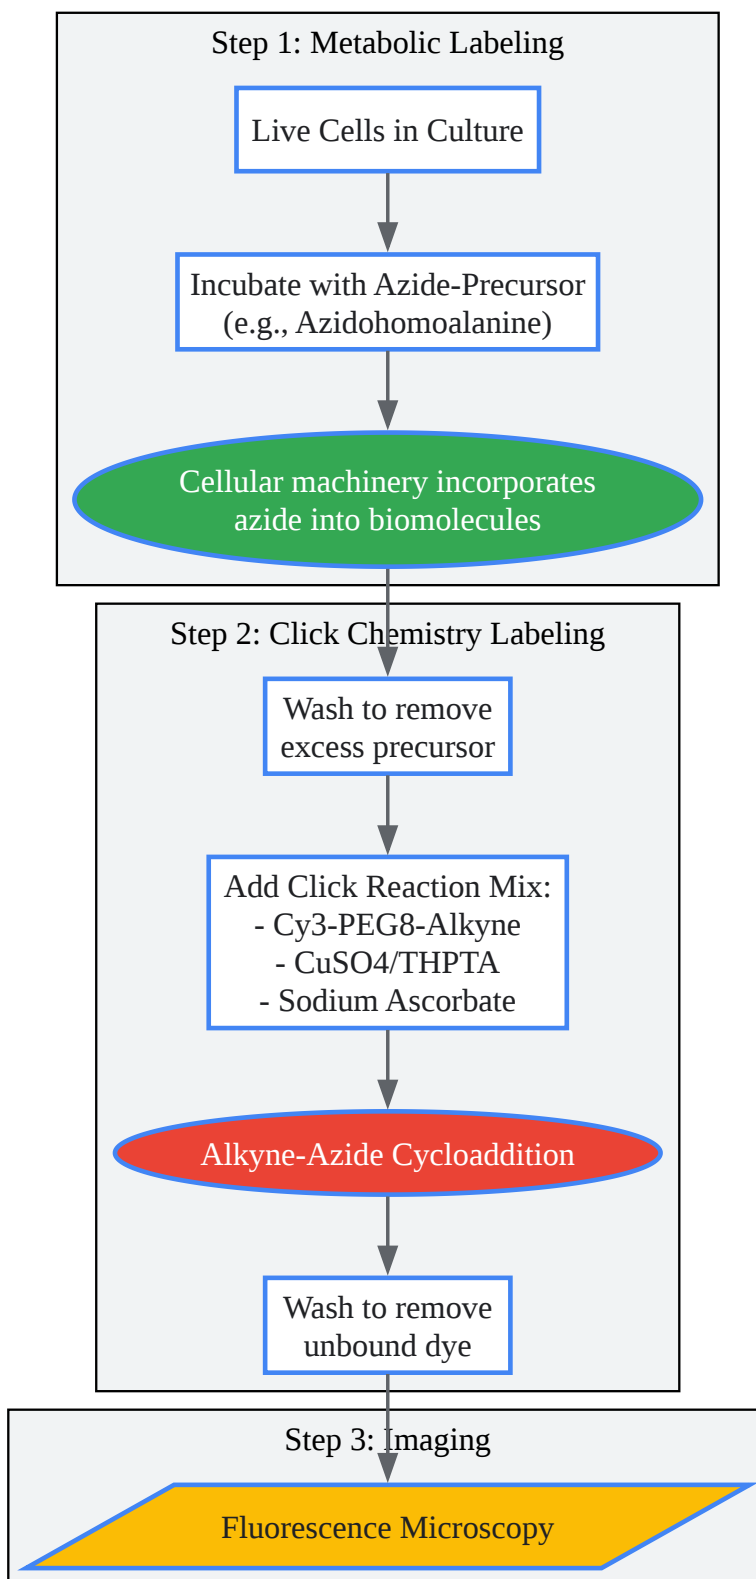 Step 1: Metabolic Labeling
Live Cells in Culture
Incubate with Azide-Precursor
(e.g., Azidohomoalanine)
Cellular machinery incorporates
azide into biomolecules
Step 2: Click Chemistry Labeling
Wash to remove
excess precursor
Add Click Reaction Mix:
- Cy3-PEG8-Alkyne
- CuSO4/THPTA
- Sodium Ascorbate
Alkyne-Azide Cycloaddition
Wash to remove
unbound dye
Step 3: Imaging
Fluorescence Microscopy